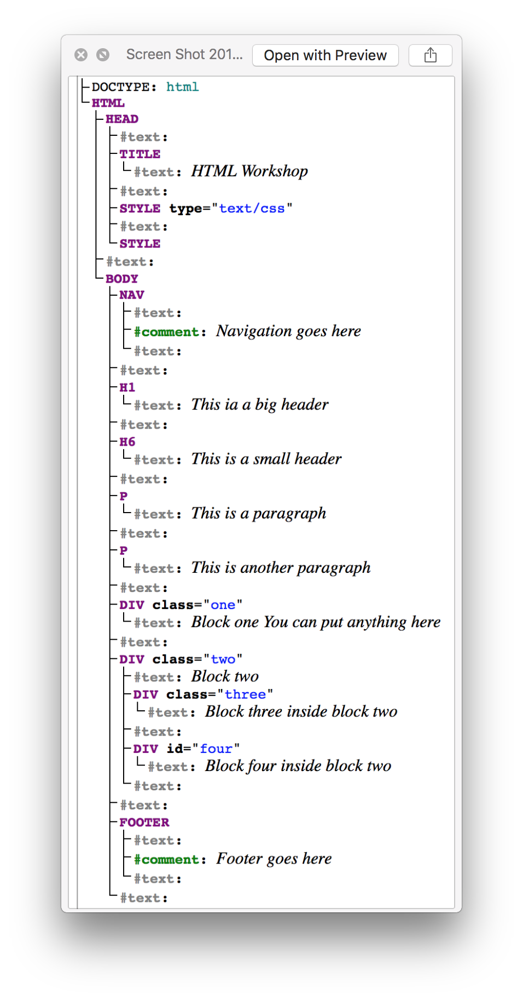 Screen Shot 201... Open with Preview
DOCTYPE: html
HTML
HEAD
#text:
TITLE
#text: HTML Workshop
#text:
STYLE type="text/css"
#text:
STYLE
#text:
BODY
NAV
#text:
#comment: Navigation goes here
#text:
#text:
H1
#text: This ia a big header
#text:
H6
#text: This is a small header
#text:
P
#text: This is a paragraph
#text:
P
#text: This is another paragraph
#text:
DIV class="one"
#text: Block one You can put anything here
#text:
DIV class="two"
#text: Block two
DIV class="three"
#text: Block three inside block two
#text:
DIV id="four"
#text: Block four inside block two
#text:
#text:
FOOTER
#text:
#comment: Footer goes here
#text:
#text: